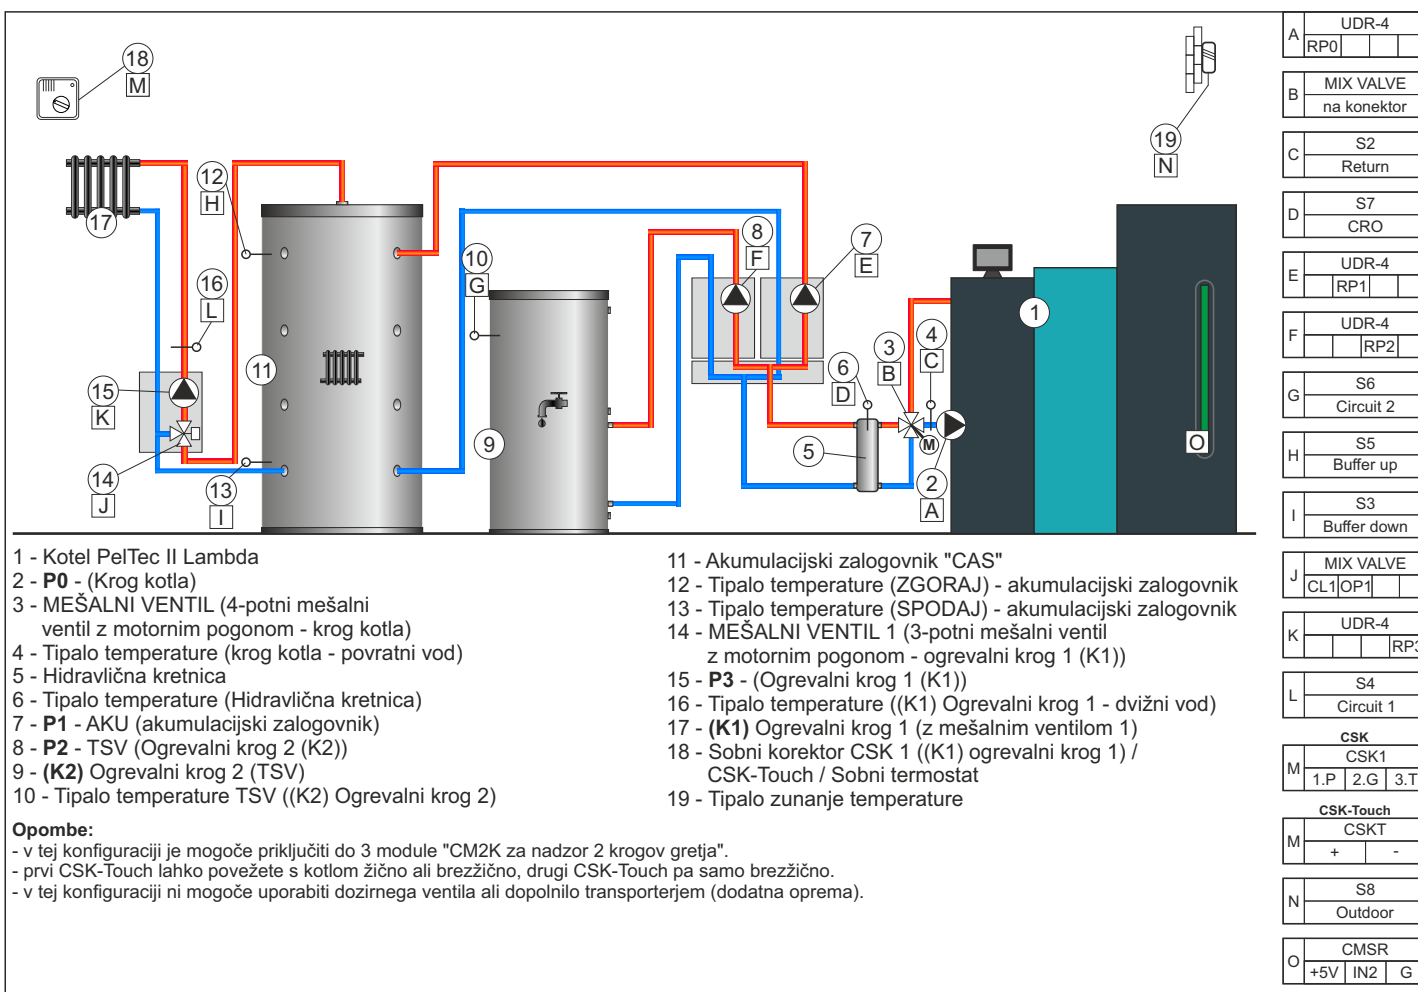 18
M
19
N
12
H
17
16
L
15
K
14
J
13
I
11
10
G
9
8
F
7
E
6
D
5
3
B
4
C
M
2
A
1
O
1 - Kotel PelTec II Lambda
2 - P0 - (Krog kotla)
3 - MEŠALNI VENTIL (4-potni mešalni
ventil z motornim pogonom - krog kotla)
4 - Tipalo temperature (krog kotla - povratni vod)
5 - Hidravlična kretnica
6 - Tipalo temperature (Hidravlična kretnica)
7 - P1 - AKU (akumulacijski zalogovnik)
8 - P2 - TSV (Ogrevalni krog 2 (K2))
9 - (K2) Ogrevalni krog 2 (TSV)
10 - Tipalo temperature TSV ((K2) Ogrevalni krog 2)
11 - Akumulacijski zalogovnik "CAS"
12 - Tipalo temperature (ZGORAJ) - akumulacijski zalogovnik
13 - Tipalo temperature (SPODAJ) - akumulacijski zalogovnik
14 - MEŠALNI VENTIL 1 (3-potni mešalni ventil
z motornim pogonom - ogrevalni krog 1 (K1))
15 - P3 - (Ogrevalni krog 1 (K1))
16 - Tipalo temperature ((K1) Ogrevalni krog 1 - dvižni vod)
17 - (K1) Ogrevalni krog 1 (z mešalnim ventilom 1)
18 - Sobni korektor CSK 1 ((K1) ogrevalni krog 1) /
CSK-Touch / Sobni termostat
19 - Tipalo zunanje temperature
Opombe:
- v tej konfiguraciji je mogoče priključiti do 3 module "CM2K za nadzor 2 krogov gretja".
- prvi CSK-Touch lahko povežete s kotlom žično ali brezžično, drugi CSK-Touch pa samo brezžično.
- v tej konfiguraciji ni mogoče uporabiti dozirnega ventila ali dopolnilo transporterjem (dodatna oprema).
A UDR-4
RP0
B MIX VALVE
na konektor
C S2
Return
D S7
CRO
E UDR-4
RP1
F UDR-4
RP2
G S6
Circuit 2
H S5
Buffer up
I S3
Buffer down
J MIX VALVE
CL1 OP1
K UDR-4
RP3
L S4
Circuit 1
CSK
M CSK1
1.P 2.G 3.T
CSK-Touch
M CSKT
+ -
N S8
Outdoor
O CMSR
+5V IN2 G